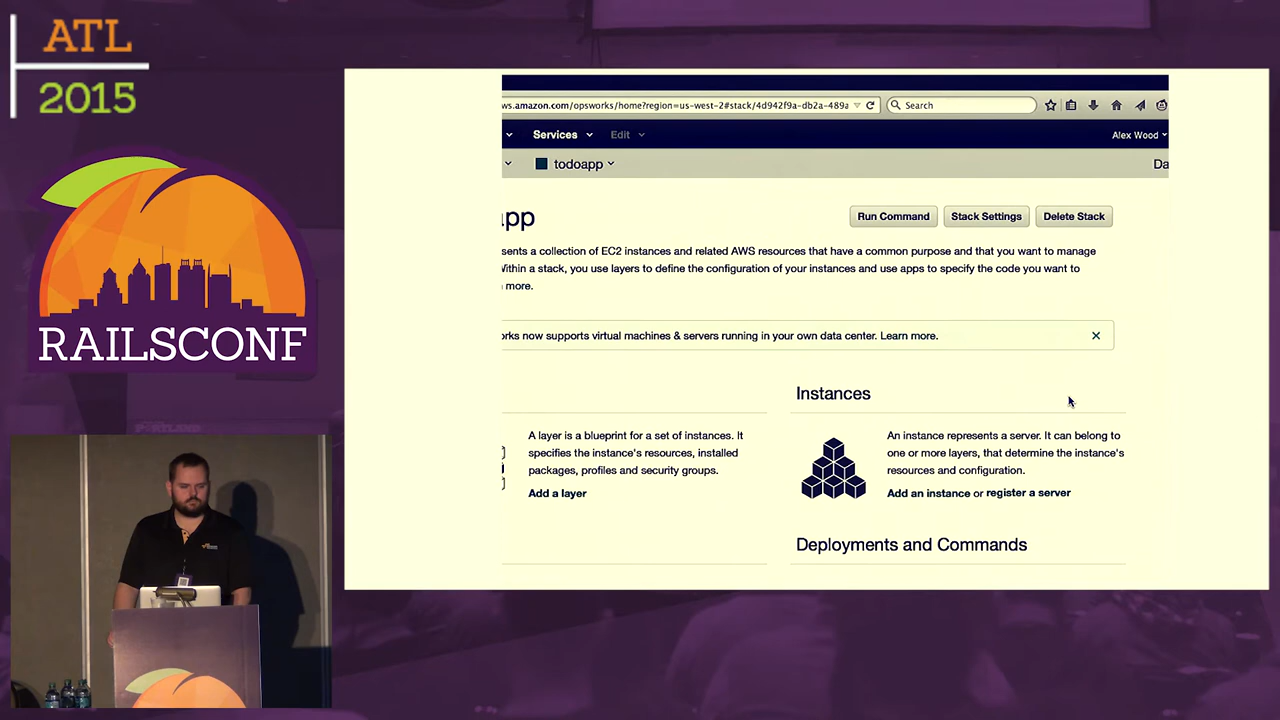 ATL
2015
RAILSCONF
ws.amazon.com/opsworks/home?region=us-west-2#stack/4d942f9a-db2a-489a
Search
Services
Edit
Alex Wood
todoapp
Da
app
Run Command
Stack Settings
Delete Stack
sents a collection of EC2 instances and related AWS resources that have a common purpose and that you want to manage
Within a stack, you use layers to define the configuration of your instances and use apps to specify the code you want to
more.
orks now supports virtual machines & servers running in your own data center. Learn more.
Instances
A layer is a blueprint for a set of instances. It
specifies the instance's resources, installed
packages, profiles and security groups.
Add a layer
An instance represents a server. It can belong to
one or more layers, that determine the instance's
resources and configuration.
Add an instance or register a server
Deployments and Commands